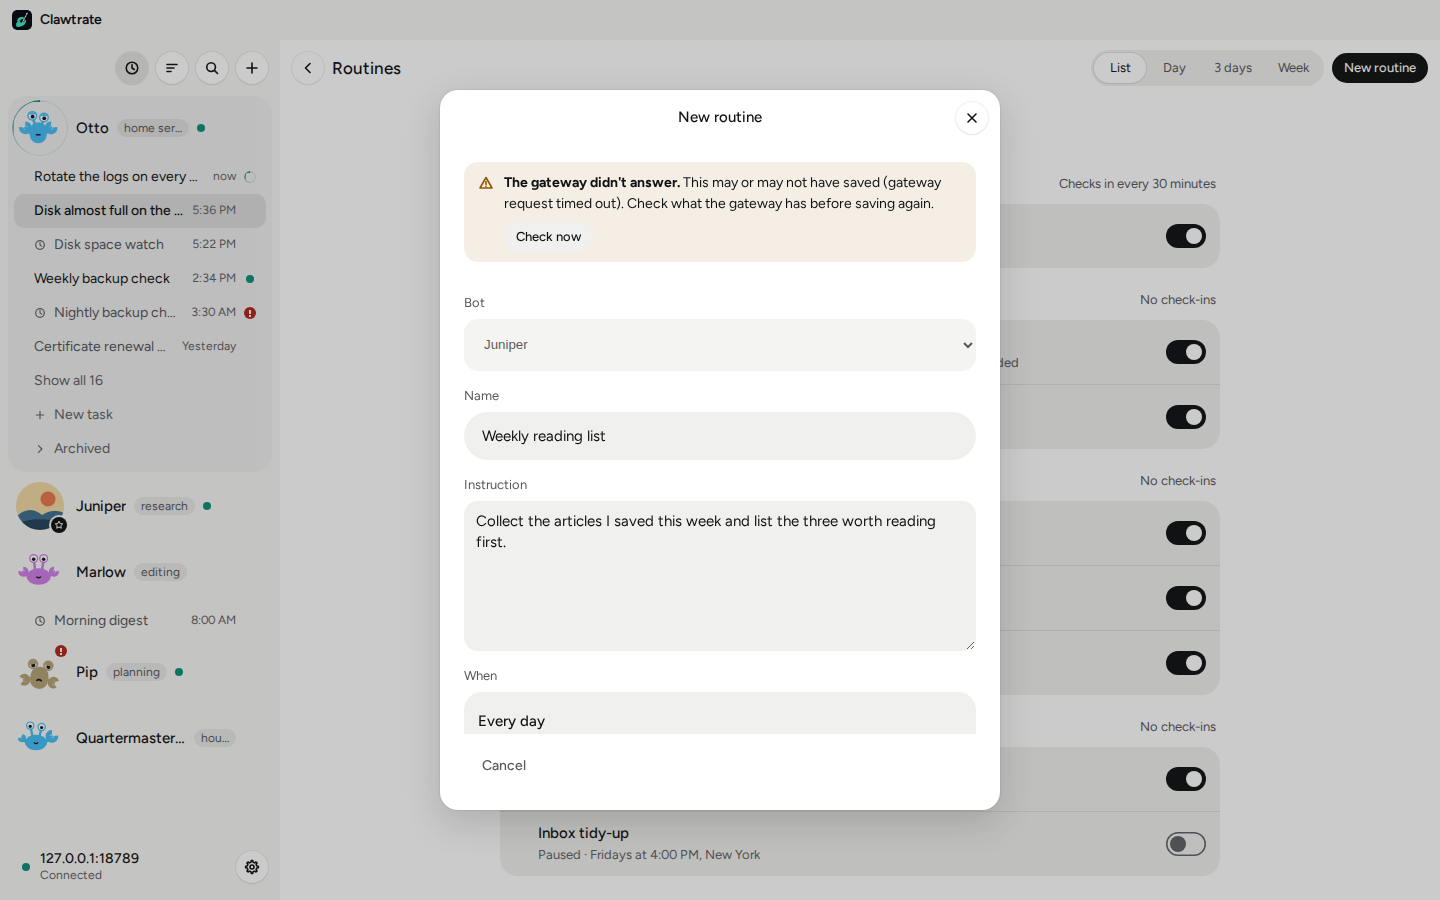 Clawtrate
Routines
List
Day
3 days
Week
New routine
Otto
home ser...
Rotate the logs on every ...
now
Disk almost full on the ...
5:36 PM
Disk space watch
5:22 PM
Weekly backup check
2:34 PM
Nightly backup ch...
3:30 AM
Certificate renewal ...
Yesterday
Show all 16
New task
Archived
Juniper
research
Marlow
editing
Morning digest
8:00 AM
Pip
planning
Quartermaster...
hou...
127.0.0.1:18789
Connected
New routine
The gateway didn't answer. This may or may not have saved (gateway
request timed out). Check what the gateway has before saving again.
Check now
Bot
Juniper
Name
Weekly reading list
Instruction
Collect the articles I saved this week and list the three worth reading
first.
When
Every day
Cancel
Checks in every 30 minutes
No check-ins
No check-ins
No check-ins
Inbox tidy-up
Paused · Fridays at 4:00 PM, New York